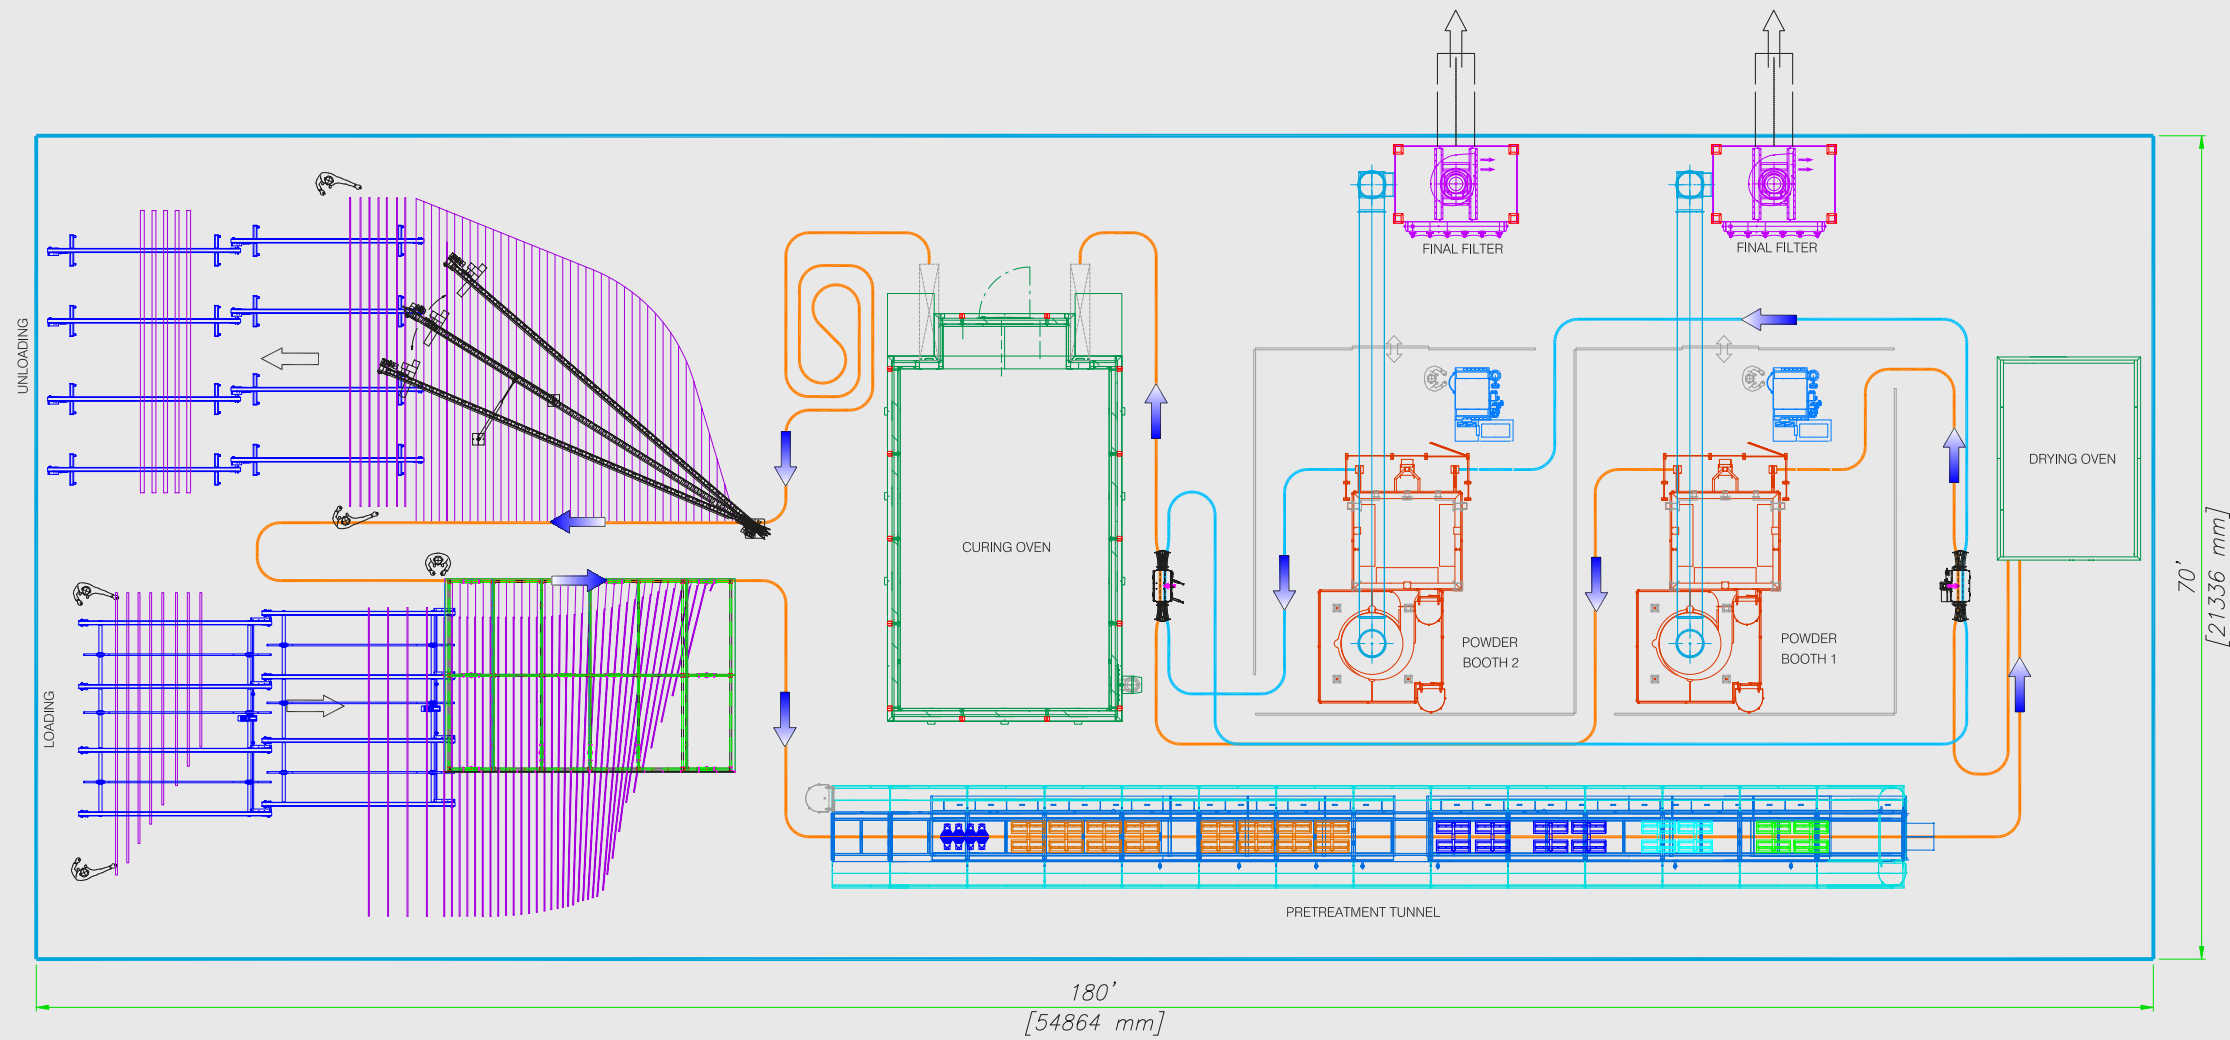 FINAL FILTER
FINAL FILTER
UNLOADING
DRYING OVEN
CURING OVEN
POWDER
BOOTH 2
POWDER
BOOTH 1
70'
[21336 mm]
LOADING
PRETREATMENT TUNNEL
180'
[54864 mm]